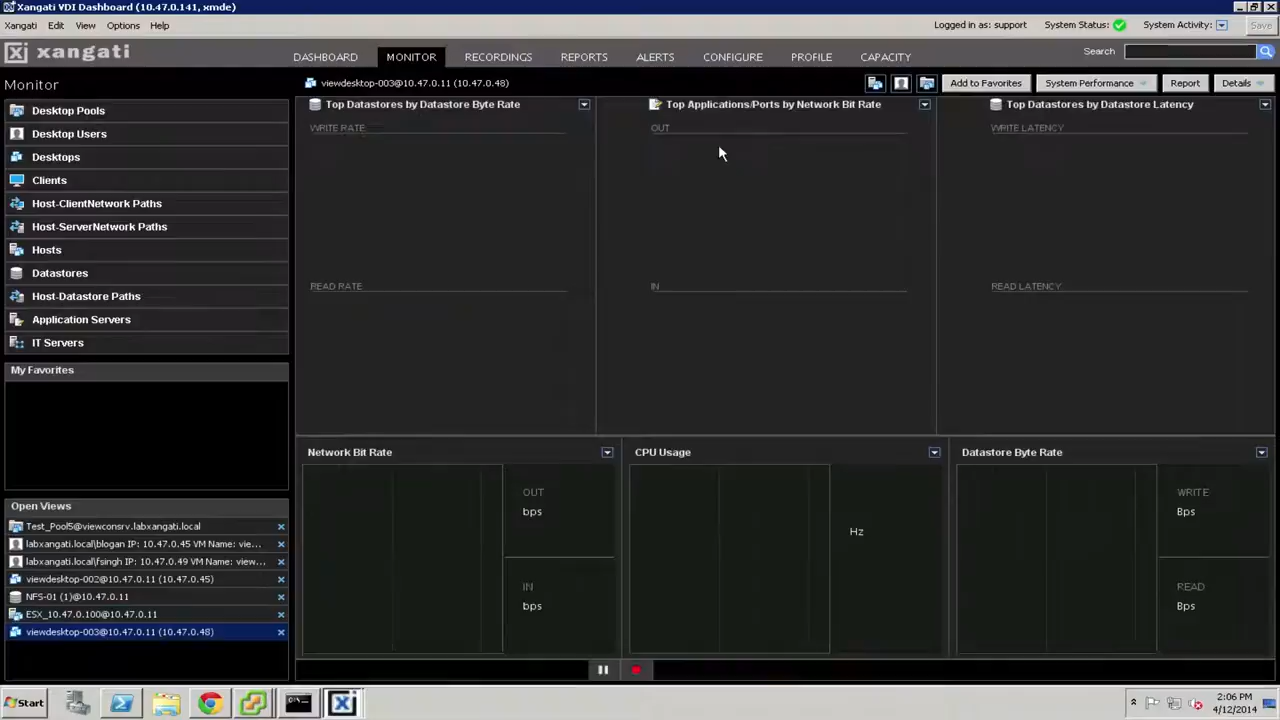 Xangati VDI Dashboard (10.47.0.141, xmde)
Xangati Edit View Options Help
Logged in as: support System Status: System Activity: Save
xangati
DASHBOARD MONITOR RECORDINGS REPORTS ALERTS CONFIGURE PROFILE CAPACITY
Search
Monitor
viewdesktop-003@10.47.0.11 (10.47.0.48)
Add to Favorites System Performance Report Details
Desktop Pools
Desktop Users
Desktops
Clients
Host-ClientNetwork Paths
Host-ServerNetwork Paths
Hosts
Datastores
Host-Datastore Paths
Application Servers
IT Servers
My Favorites
Open Views
Test_Pool5@viewconsrv.labxangati.local
labxangati.local\blogan IP: 10.47.0.45 VM Name: vie...
labxangati.local\fsingh IP: 10.47.0.49 VM Name: view...
viewdesktop-002@10.47.0.11 (10.47.0.45)
NFS-01 (1)@10.47.0.11
ESX_10.47.0.100@10.47.0.11
viewdesktop-003@10.47.0.11 (10.47.0.48)
Top Datastores by Datastore Byte Rate
WRITE RATE
READ RATE
Top Applications/Ports by Network Bit Rate
OUT
IN
Top Datastores by Datastore Latency
WRITE LATENCY
READ LATENCY
Network Bit Rate
OUT
bps
IN
bps
CPU Usage
Hz
Datastore Byte Rate
WRITE
Bps
READ
Bps
Start
2:06 PM
4/12/2014